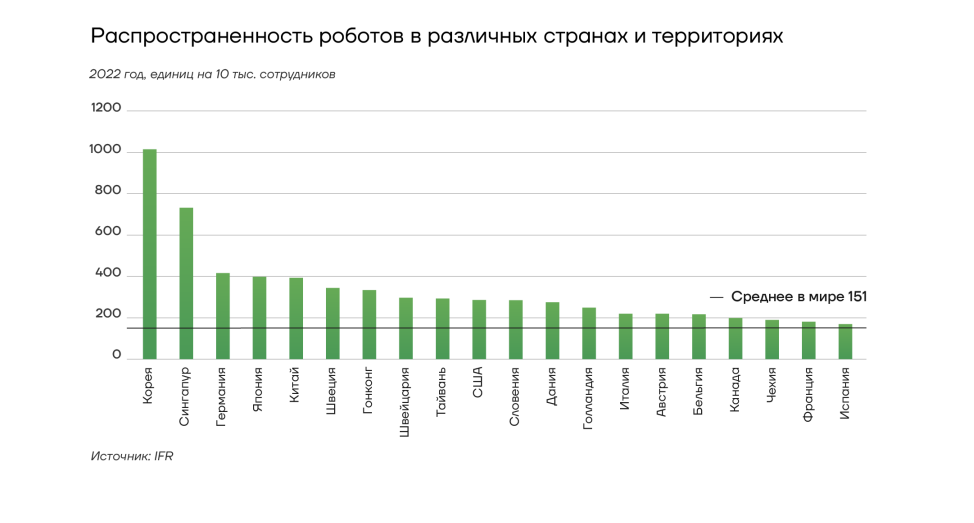 Распространенность роботов в различных странах и территориях
2022 год, единиц на 10 тыс. сотрудников
1200
1000
800
600
400
200
0
Среднее в мире 151
Корея
Сингапур
Германия
Япония
Китай
Швеция
Гонконг
Швейцария
Тайвань
США
Словения
Дания
Голландия
Италия
Австрия
Бельгия
Канада
Чехия
Франция
Испания
Источник: IFR